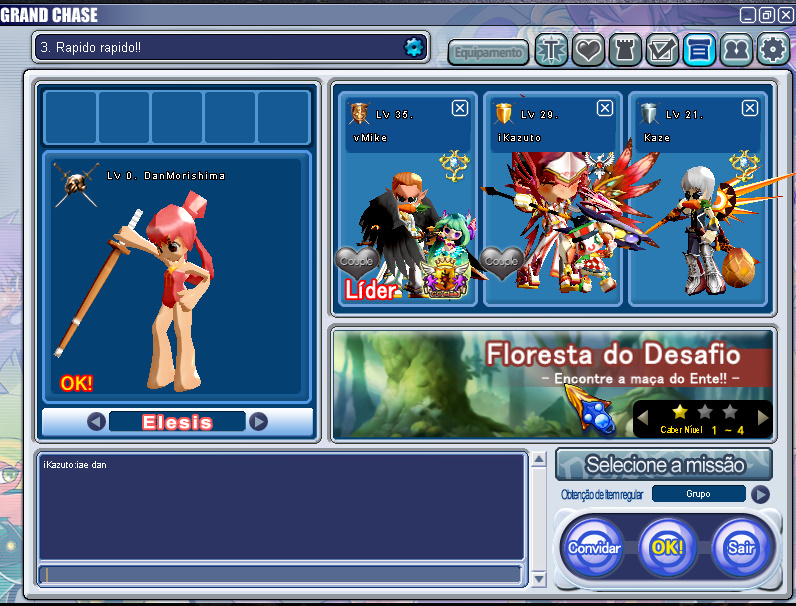 GRAND CHASE
3. Rapido rapido!!
Equipamento
LV 0. DanMorishima
OK!
Elesis
LV 35.
vMike
Couple
Líder
LV 29.
iKazuto
Couple
LV 21.
Kaze
Floresta do Desafio
- Encontre a maça do Ente!! -
Caber Nível 1 ~ 4
iKazuto:iae dan
Selecione a missão
Obtenção de Item regular
Grupo
Convidar
OK!
Sair